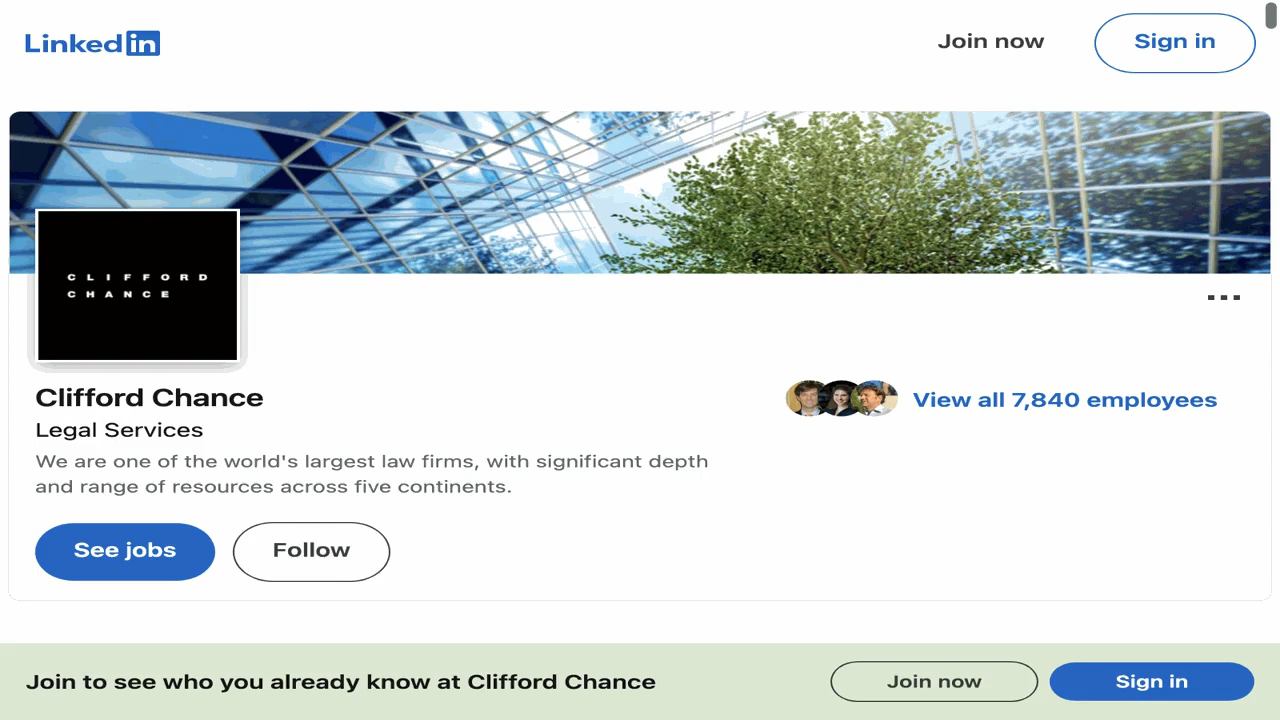 Linked in
Join now
Sign in
CLIFFORD
CHANCE
Clifford Chance
View all 7,840 employees
Legal Services
We are one of the world's largest law firms, with significant depth
and range of resources across five continents.
See jobs
Follow
Join to see who you already know at Clifford Chance
Join now
Sign in